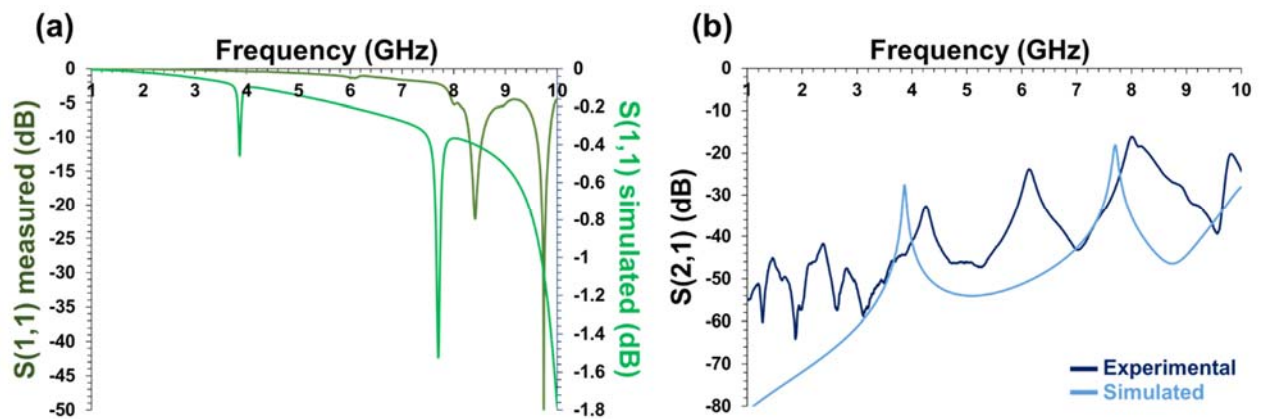 (a)
Frequency (GHz)
0
1 2 3 4 5 6 7 8 9 10
-5
-10
-15
-20
-25
-30
-35
-40
-45
-50
S(1,1) measured (dB)
0
-0.2
-0.4
-0.6
-0.8
-1
-1.2
-1.4
-1.6
-1.8
S(1,1) simulated (dB)
(b)
Frequency (GHz)
0
1 2 3 4 5 6 7 8 9 10
-10
-20
-30
-40
-50
-60
-70
-80
S(2,1) (dB)
Experimental
Simulated